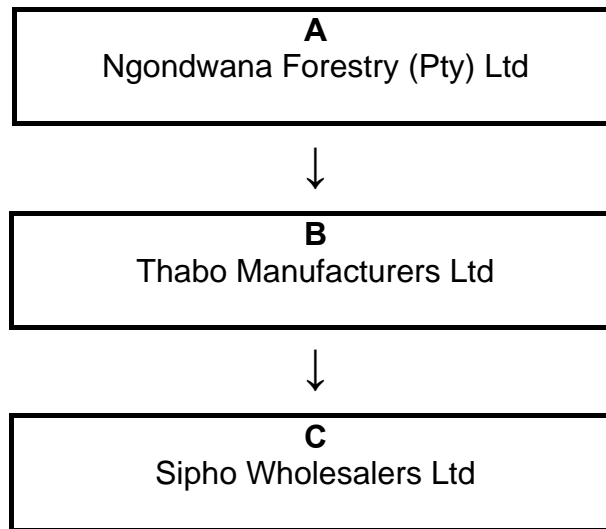 A
Ngondwana Forestry (Pty) Ltd
↓
B
Thabo Manufacturers Ltd
↓
C
Sipho Wholesalers Ltd